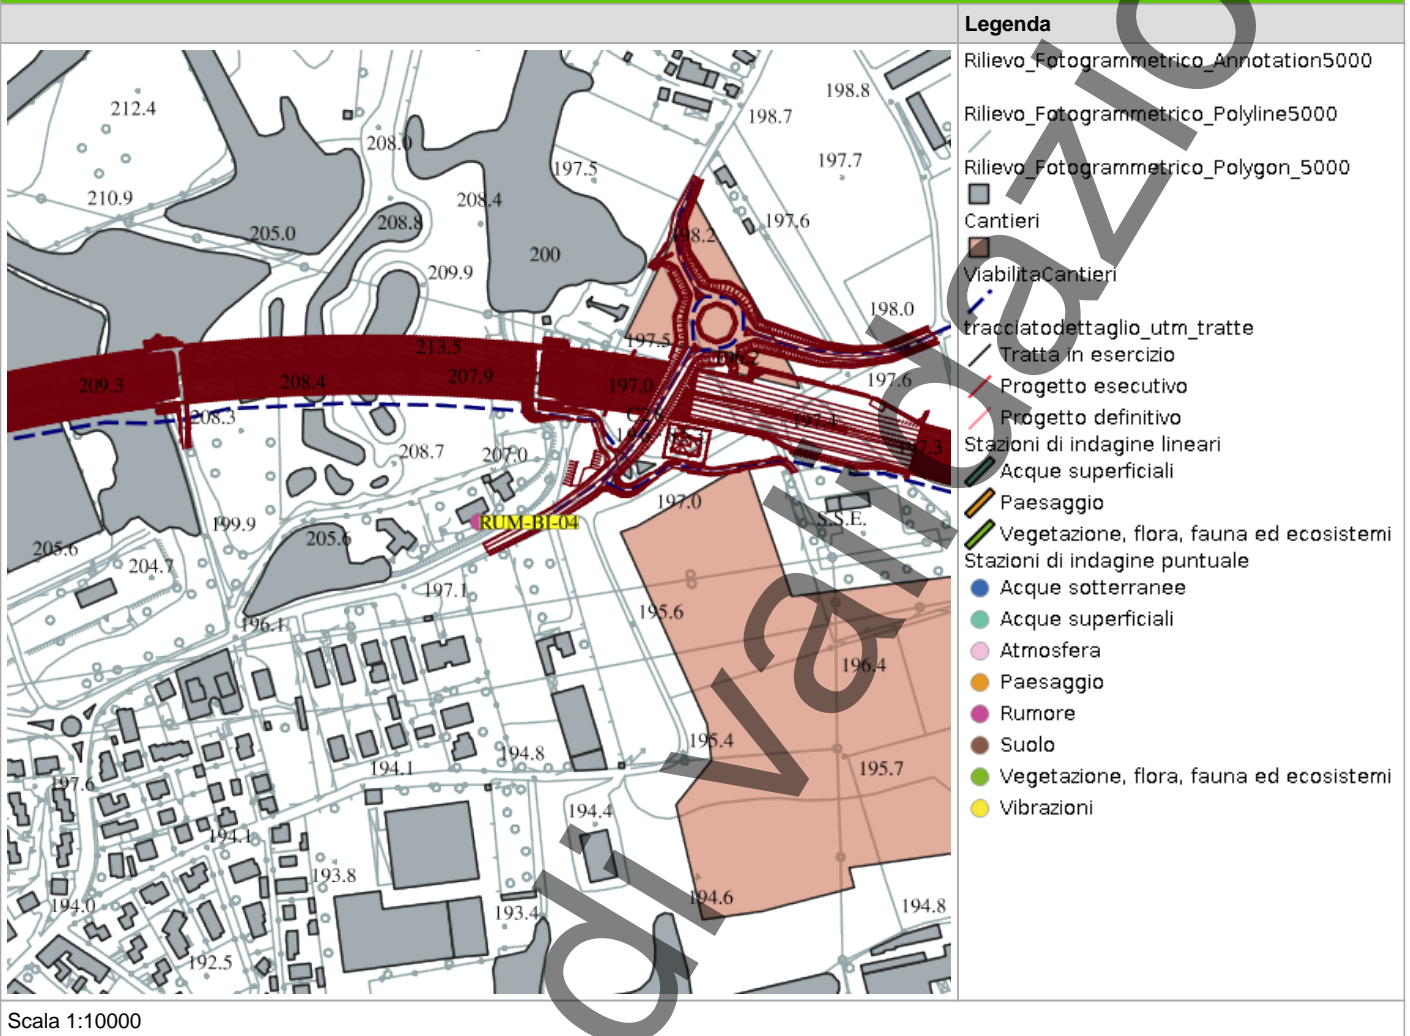 Legenda
Rilievo_Fotogrammetrico_Annotation5000
Rilievo_Fotogrammetrico_Polyline5000
Rilievo_Fotogrammetrico_Polygon_5000
Cantieri
ViabilitaCantieri
tracciatodettaglio_utm_tratte
Tratta in esercizio
Progetto esecutivo
Progetto definitivo
Stazioni di indagine lineari
Acque superficiali
Paesaggio
Vegetazione, flora, fauna ed ecosistemi
Stazioni di indagine puntuale
Acque sotterranee
Acque superficiali
Atmosfera
Paesaggio
Rumore
Suolo
Vegetazione, flora, fauna ed ecosistemi
Vibrazioni
198.8
212.4
198.7
208.0
197.7
197.5
210.9
208.4
208.8
197.6
205.0
198.2
200
209.9
198.0
197.5
213.5
209.3
208.4
207.9
197.0
197.6
208.3
197.4
197.3
208.7
207.0
197.0
199.9
RUM-BI-04
S.S.E.
205.6
205.6
204.7
197.1
195.6
196.1
196.4
195.4
194.8
194.1
195.7
197.6
194.4
194.1
193.8
194.6
194.0
193.4
194.8
192.5
di validazio
Scala 1:10000